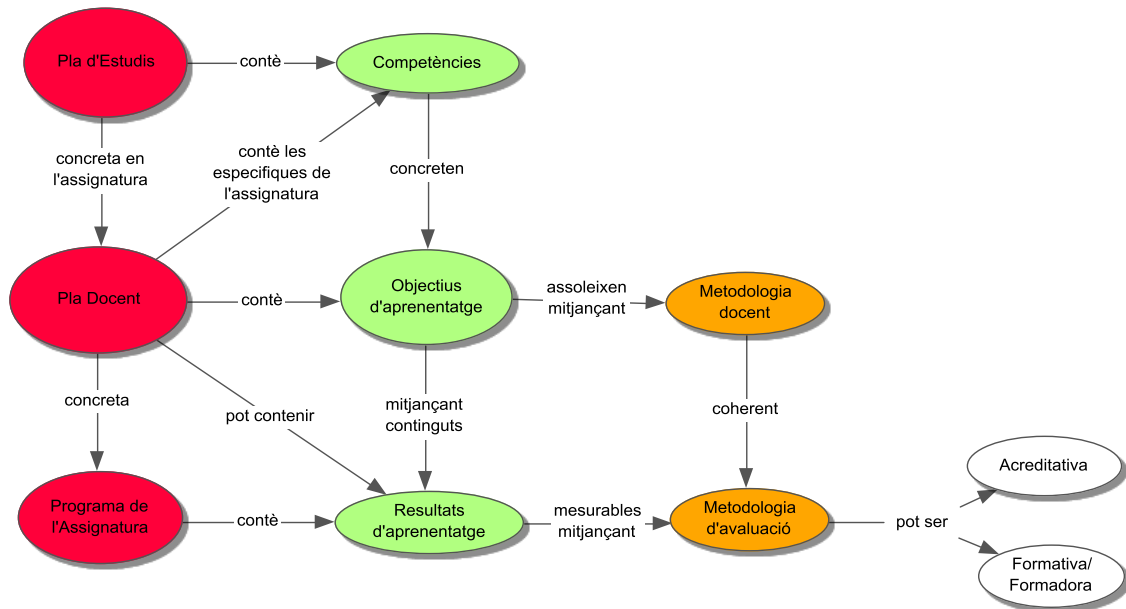 Pla d'Estudis
contè
Competències
concreta en
l'assignatura
contè les
especifiques de
l'assignatura
concreten
Pla Docent
contè
Objectius
d'aprenentatge
assoleixen
mitjançant
Metodologia
docent
concreta
pot contenir
mitjançant
continguts
coherent
Programa de
l'Assignatura
contè
Resultats
d'aprenentatge
mesurables
mitjançant
Metodologia
d'avaluació
pot ser
Acreditativa
Formativa/
Formadora